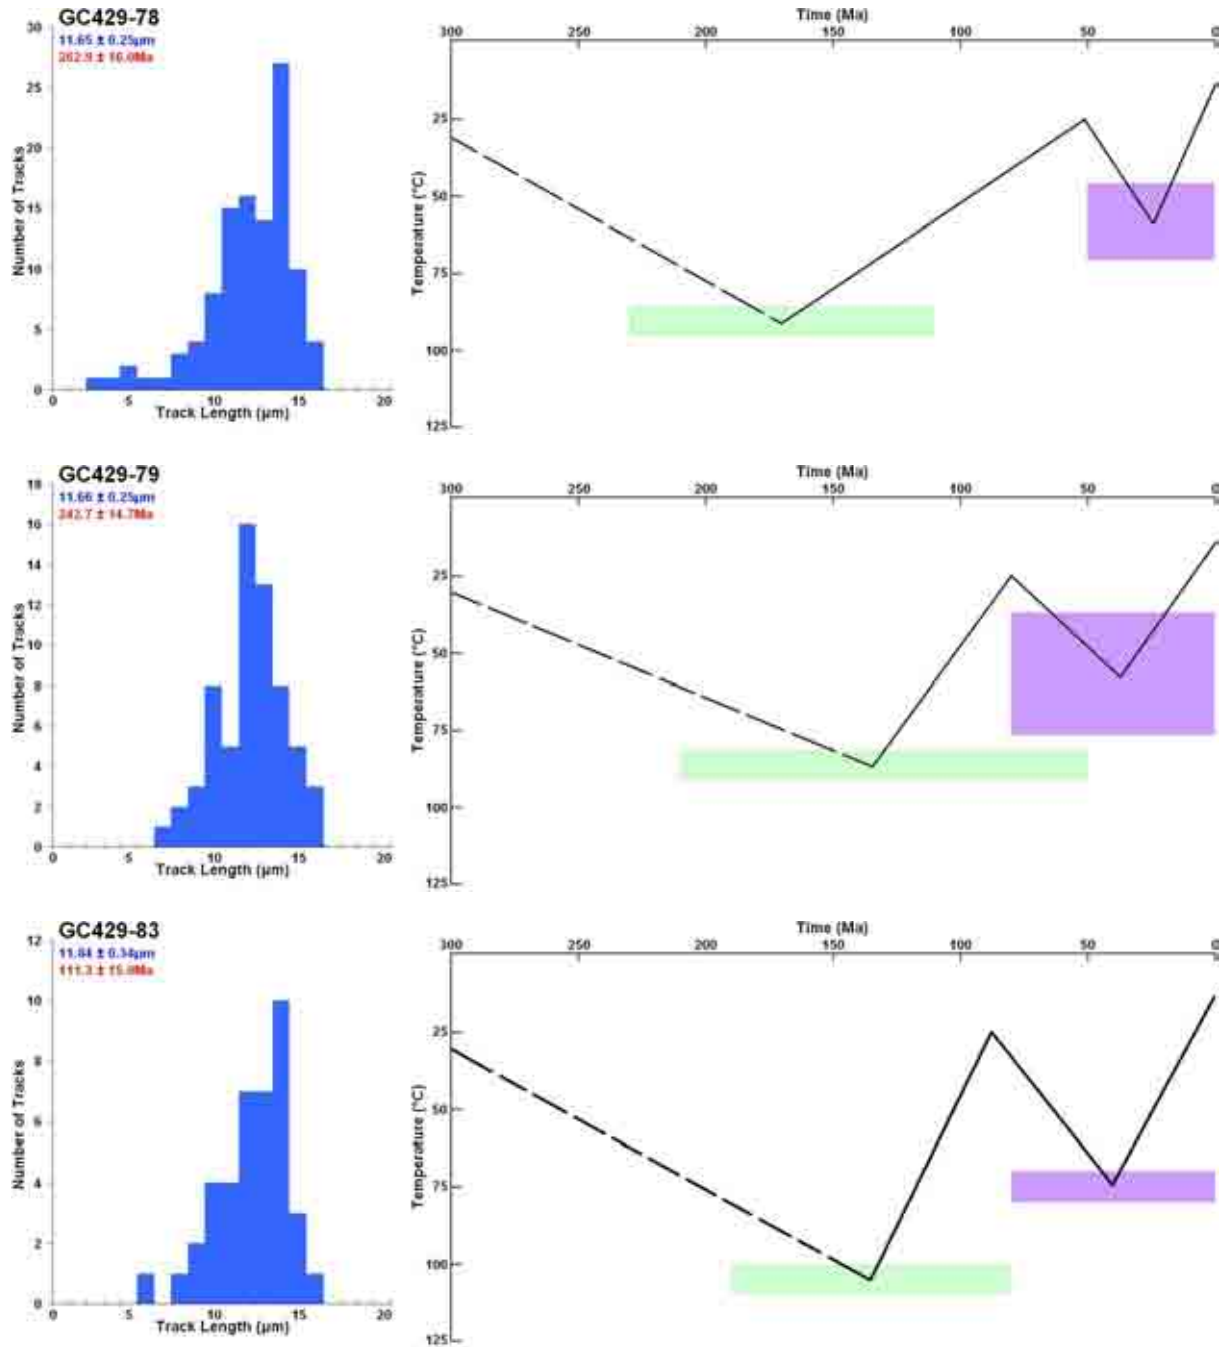 GC429-78
11.65 ± 0.25µm
262.9 ± 16.0Ma
30
25
20
15
10
5
0
Number of Tracks
0 5 10 15 20
Track Length (µm)
Time (Ma)
300 250 200 150 100 50 0
25
50
75
100
125
Temperature (°C)
GC429-79
11.66 ± 0.25µm
242.7 ± 14.7Ma
18
16
14
12
10
8
6
4
2
0
Number of Tracks
0 5 10 15 20
Track Length (µm)
Time (Ma)
300 250 200 150 100 50 0
25
50
75
100
125
Temperature (°C)
GC429-83
11.84 ± 0.34µm
111.3 ± 15.0Ma
12
10
8
6
4
2
0
Number of Tracks
0 5 10 15 20
Track Length (µm)
Time (Ma)
300 250 200 150 100 50 0
25
50
75
100
125
Temperature (°C)